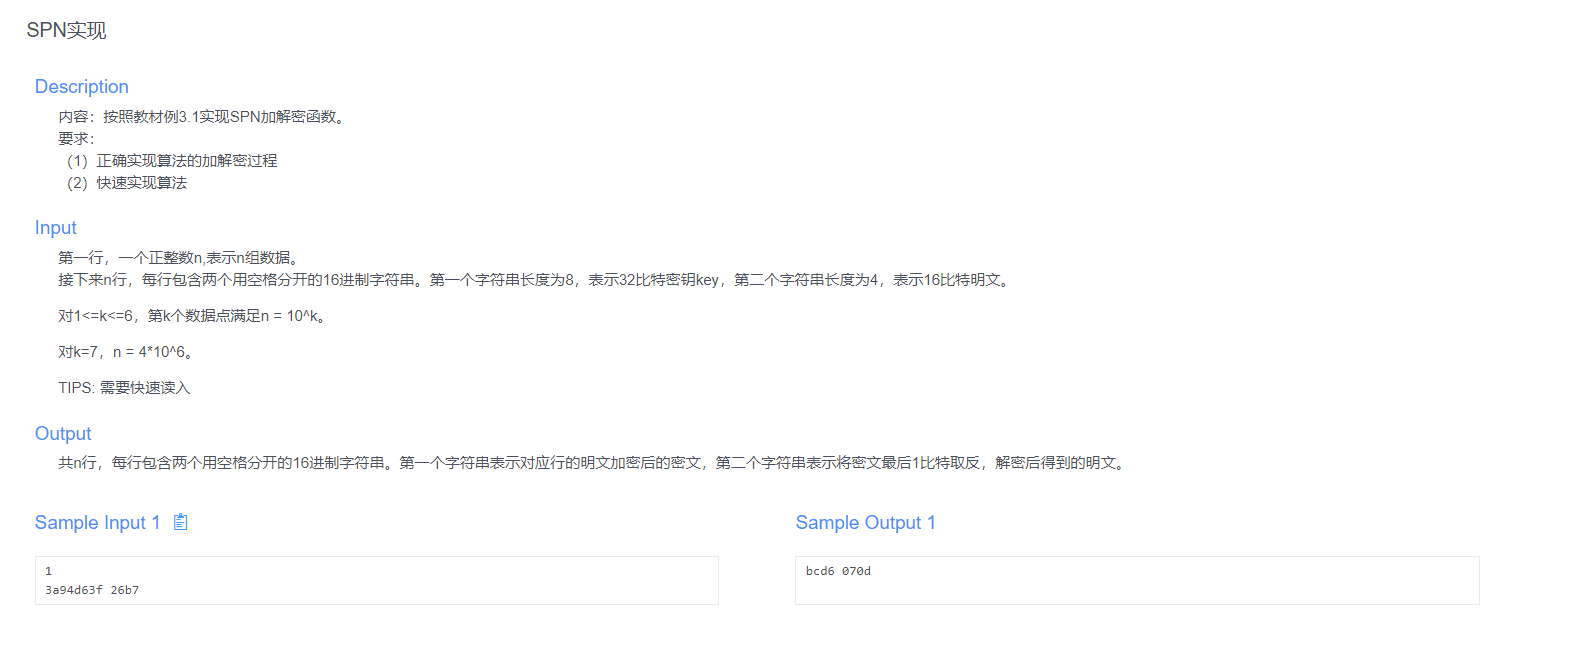 SPN实现
Description
内容：按照教材例3.1实现SPN加解密函数。
要求：
（1）正确实现算法的加解密过程
（2）快速实现算法
Input
第一行，一个正整数n,表示n组数据。
接下来n行，每行包含两个用空格分开的16进制字符串。第一个字符串长度为8，表示32比特密钥key，第二个字符串长度为4，表示16比特明文。
对1<=k<=6，第k个数据点满足n = 10^k。
对k=7，n = 4*10^6。
TIPS: 需要快速读入
Output
共n行，每行包含两个用空格分开的16进制字符串。第一个字符串表示对应行的明文加密后的密文，第二个字符串表示将密文最后1比特取反，解密后得到的明文。
Sample Input 1
1
3a94d63f 26b7
Sample Output 1
bcd6 070d